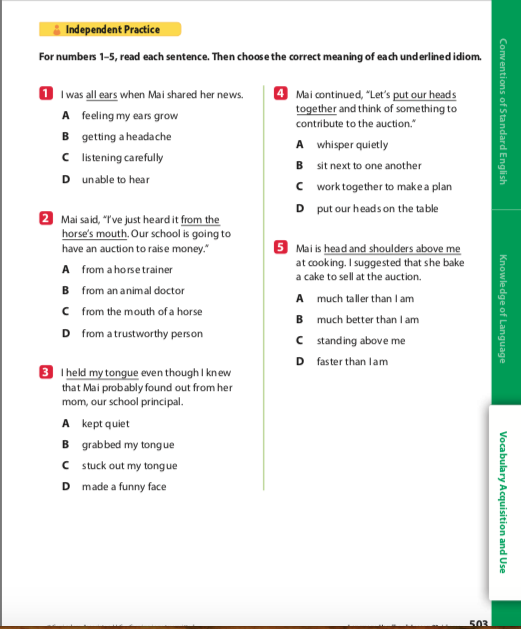 Independent Practice
For numbers 1–5, read each sentence. Then choose the correct meaning of each underlined idiom.
1 I was all ears when Mai shared her news.
A feeling my ears grow
B getting a headache
C listening carefully
D unable to hear
2 Mai said, "I've just heard it from the
horse's mouth. Our school is going to
have an auction to raise money."
A from a horse trainer
B from an animal doctor
C from the mouth of a horse
D from a trustworthy person
3 I held my tongue even though I knew
that Mai probably found out from her
mom, our school principal.
A kept quiet
B grabbed my tongue
C stuck out my tongue
D made a funny face
4 Mai continued, "Let's put our heads
together and think of something to
contribute to the auction."
A whisper quietly
B sit next to one another
C work together to make a plan
D put our heads on the table
5 Mai is head and shoulders above me
at cooking. I suggested that she bake
a cake to sell at the auction.
A much taller than I am
B much better than I am
C standing above me
D faster than I am
Conventions of Standard English
Knowledge of Language
Vocabulary Acquisition and Use
503